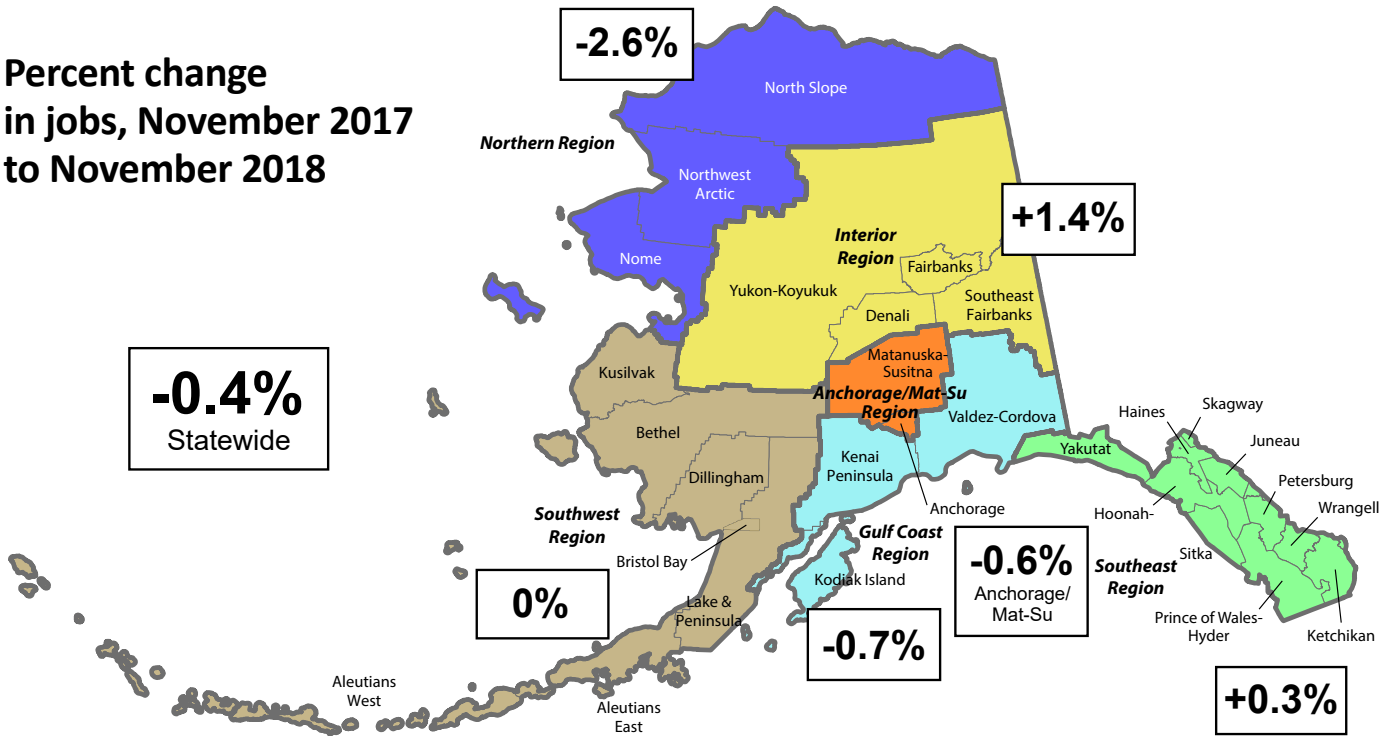 Percent change
in jobs, November 2017
to November 2018
-2.6%
North Slope
Northern Region
Northwest
Arctic
Nome
+1.4%
Interior
Region
Fairbanks
Yukon-Koyukuk
Southeast
Fairbanks
Denali
-0.4%
Statewide
Matanuska-
Susitna
Anchorage/Mat-Su
Region
Kusilvak
Bethel
Dillingham
Valdez-Cordova
Kenai
Peninsula
Anchorage
Yakutat
Haines
Skagway
Juneau
Petersburg
Wrangell
Hoonah-
Sitka
Southeast
Region
Prince of Wales-
Hyder
Ketchikan
+0.3%
Southwest
Region
Bristol Bay
Gulf Coast
Region
Kodiak Island
-0.6%
Anchorage/
Mat-Su
0%
-0.7%
Lake &
Peninsula
Aleutians
West
Aleutians
East